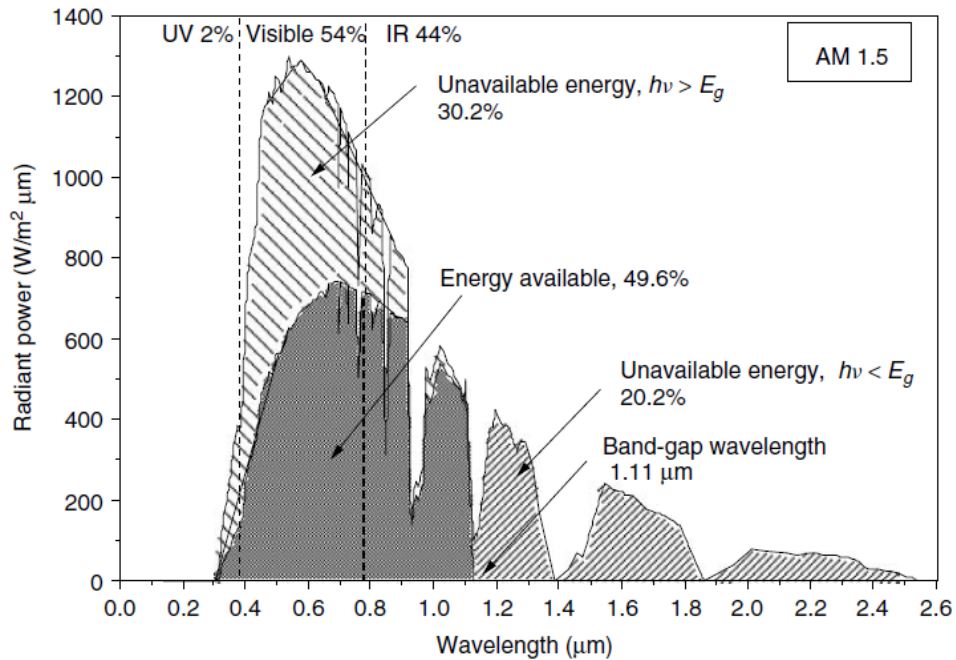 1400
1200
1000
800
600
400
200
0
Radiant power (W/m² μm)
UV 2%
Visible 54%
IR 44%
AM 1.5
Unavailable energy, hν > Eg
30.2%
Energy available, 49.6%
Unavailable energy, hν < Eg
20.2%
Band-gap wavelength
1.11 μm
0.0 0.2 0.4 0.6 0.8 1.0 1.2 1.4 1.6 1.8 2.0 2.2 2.4 2.6
Wavelength (μm)